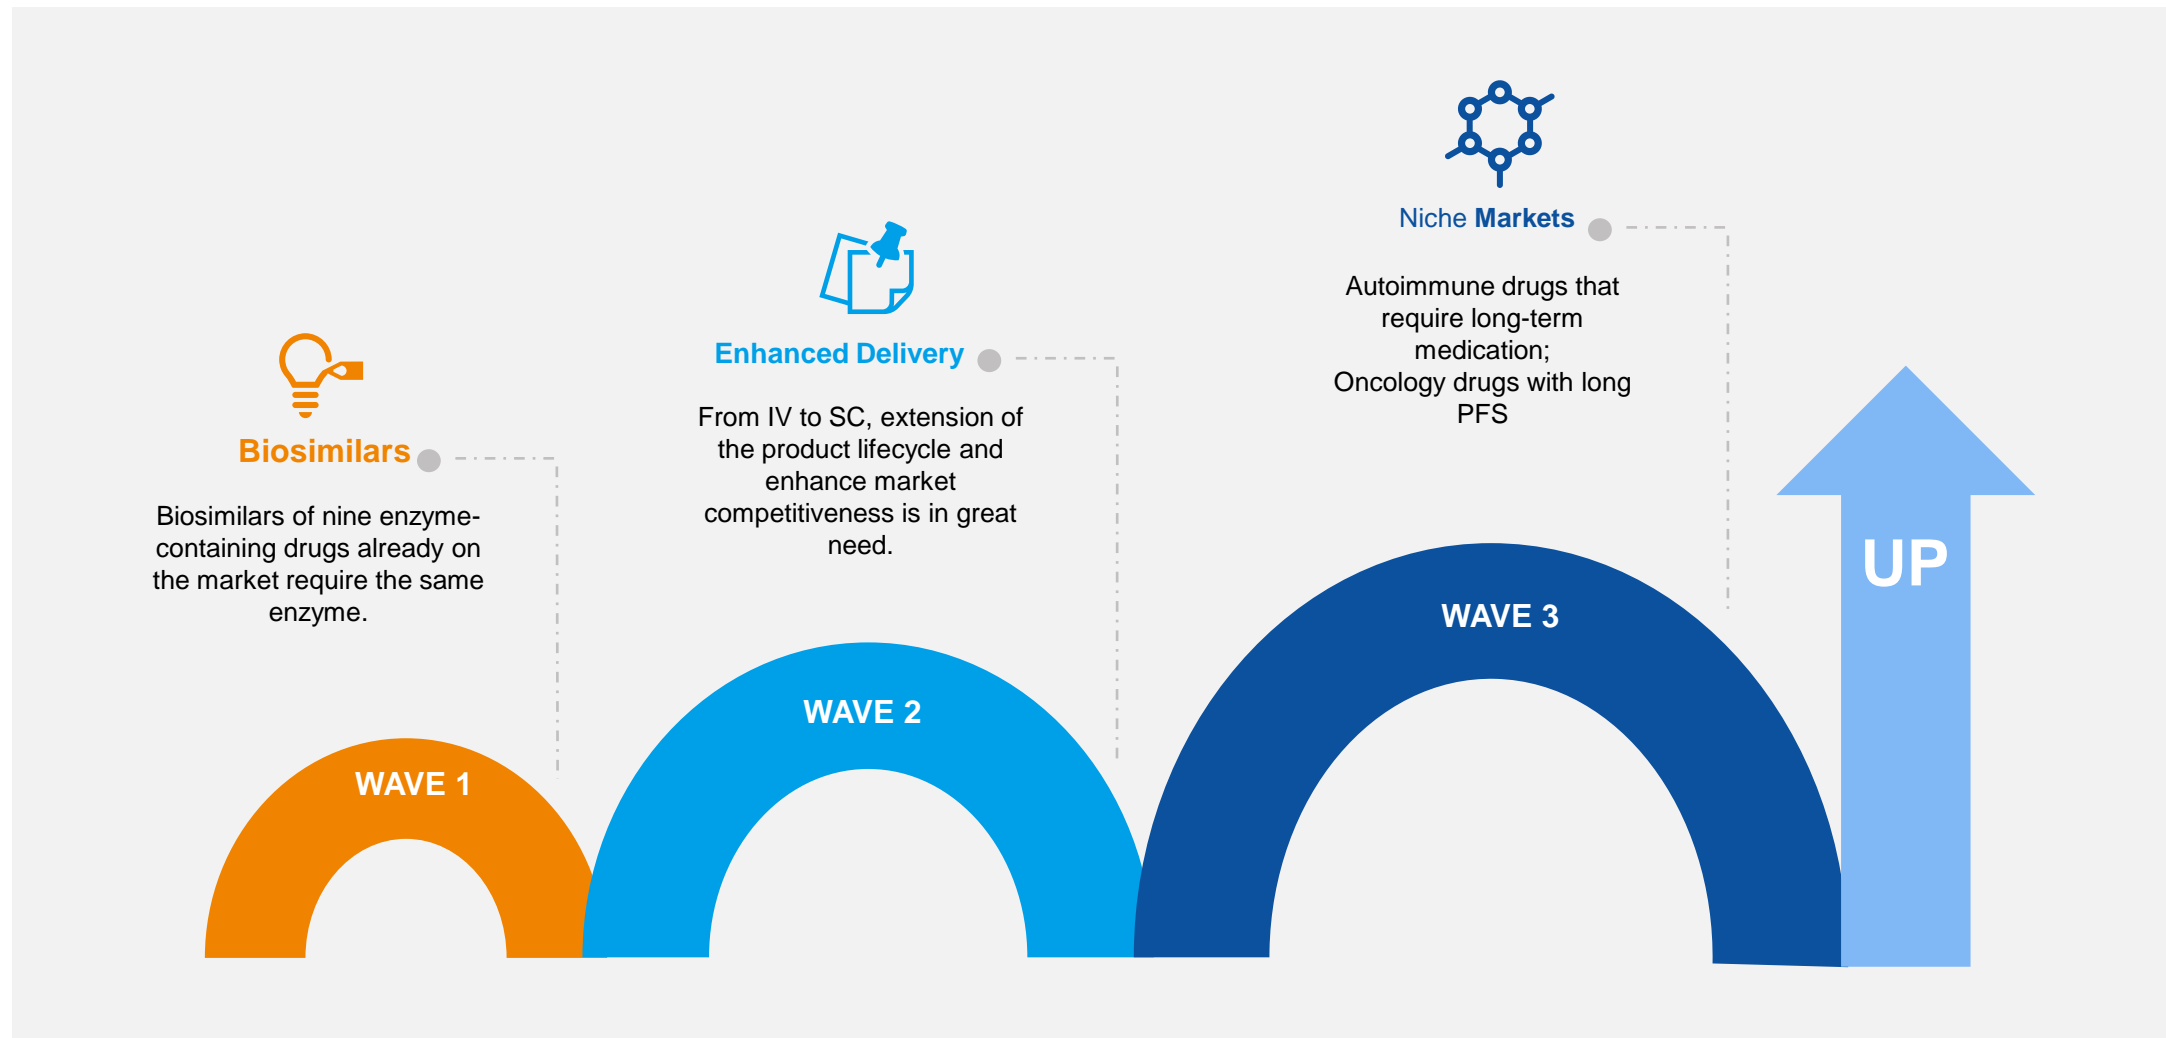 Biosimilars
Biosimilars of nine enzyme-
containing drugs already on
the market require the same
enzyme.
WAVE 1
Enhanced Delivery
From IV to SC, extension of
the product lifecycle and
enhance market
competitiveness is in great
need.
WAVE 2
Niche Markets
Autoimmune drugs that
require long-term
medication;
Oncology drugs with long
PFS
WAVE 3
UP